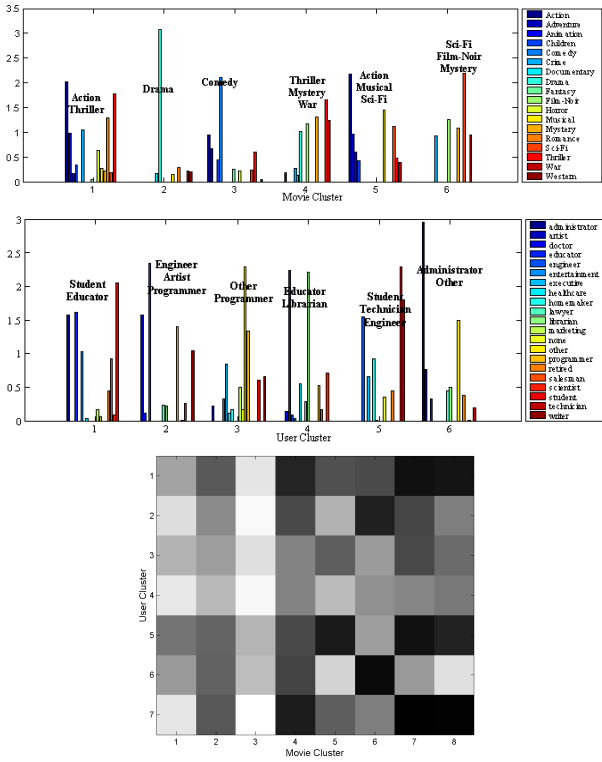 3.5
3
2.5
2
1.5
1
0.5
0
Action
Thriller
Drama
Comedy
Thriller
Mystery
War
Action
Musical
Sci-Fi
Sci-Fi
Film-Noir
Mystery
1 2 3 4 5 6
Movie Cluster
Action
Adventure
Animation
Children
Comedy
Crime
Documentary
Drama
Fantasy
Film-Noir
Horror
Musical
Mystery
Romance
Sci-Fi
Thriller
War
Western
3
2.5
2
1.5
1
0.5
0
Student
Educator
Engineer
Artist
Programmer
Other
Programmer
Educator
Librarian
Student
Technician
Engineer
Administrator
Other
1 2 3 4 5 6
User Cluster
administrator
artist
doctor
educator
engineer
entertainment
executive
healthcare
homemaker
lawyer
librarian
marketing
none
other
programmer
retired
salesman
scientist
student
technician
writer
User Cluster
1
2
3
4
5
6
7
1 2 3 4 5 6 7 8
Movie Cluster